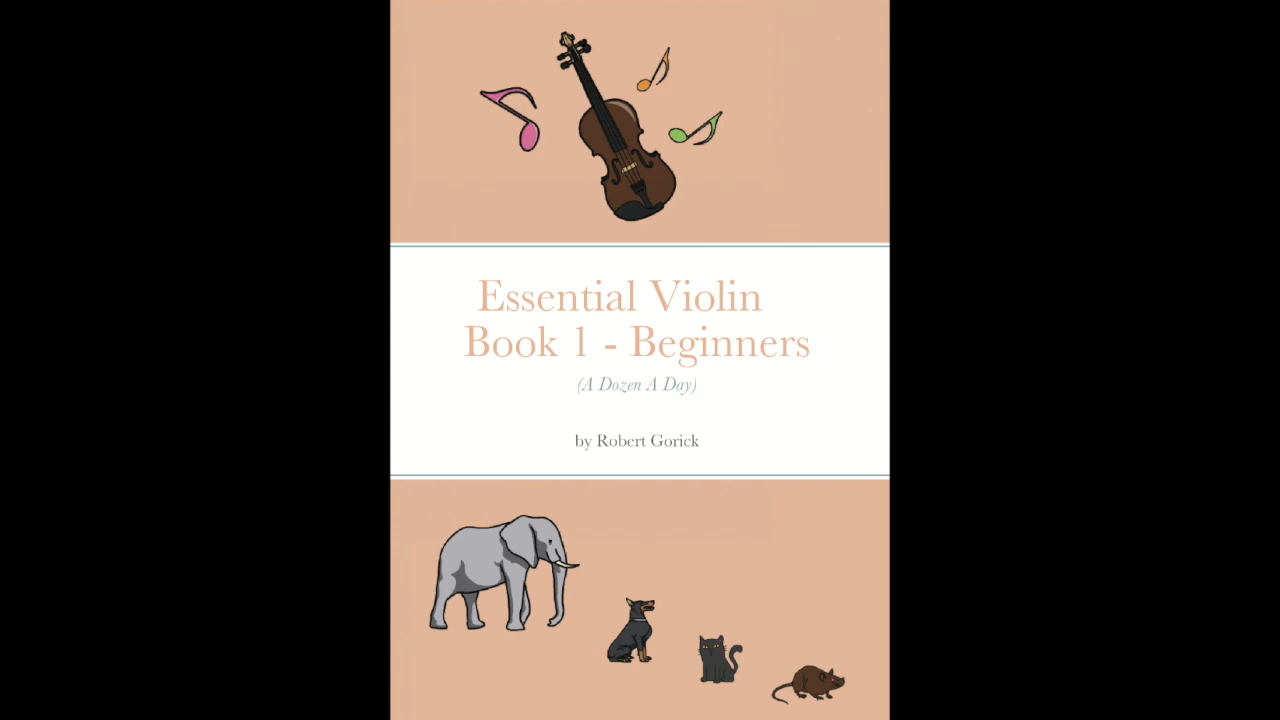 Essential Violin
Book 1 - Beginners
(A Dozen A Day)
by Robert Gorick